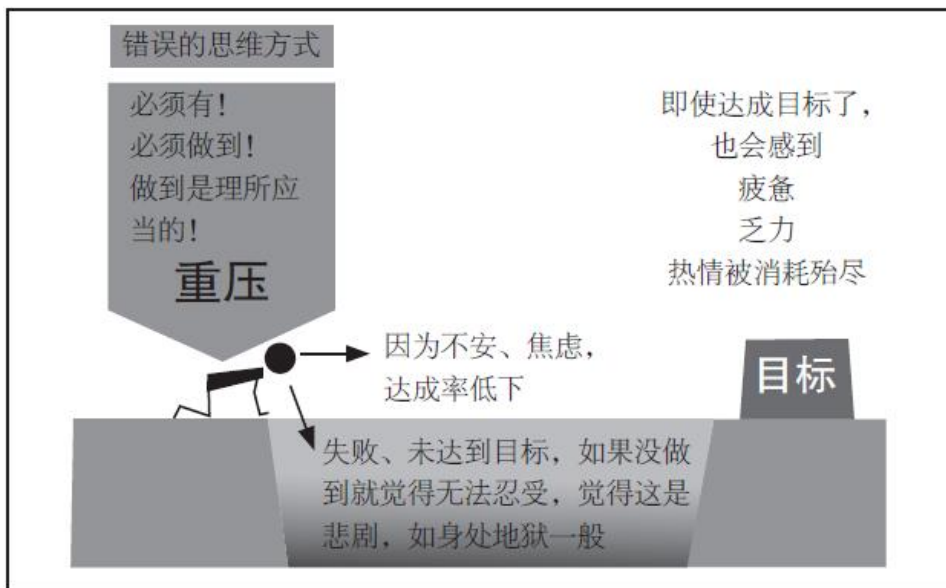 错误的思维方式
必须有！
必须做到！
做到是理所应
当的！
重压
即使达成目标了，
也会感到
疲惫
乏力
热情被消耗殆尽
因为不安、焦虑，
达成率低下
目标
失败、未达到目标，如果没做
到就觉得无法忍受，觉得这是
悲剧，如身处地狱一般